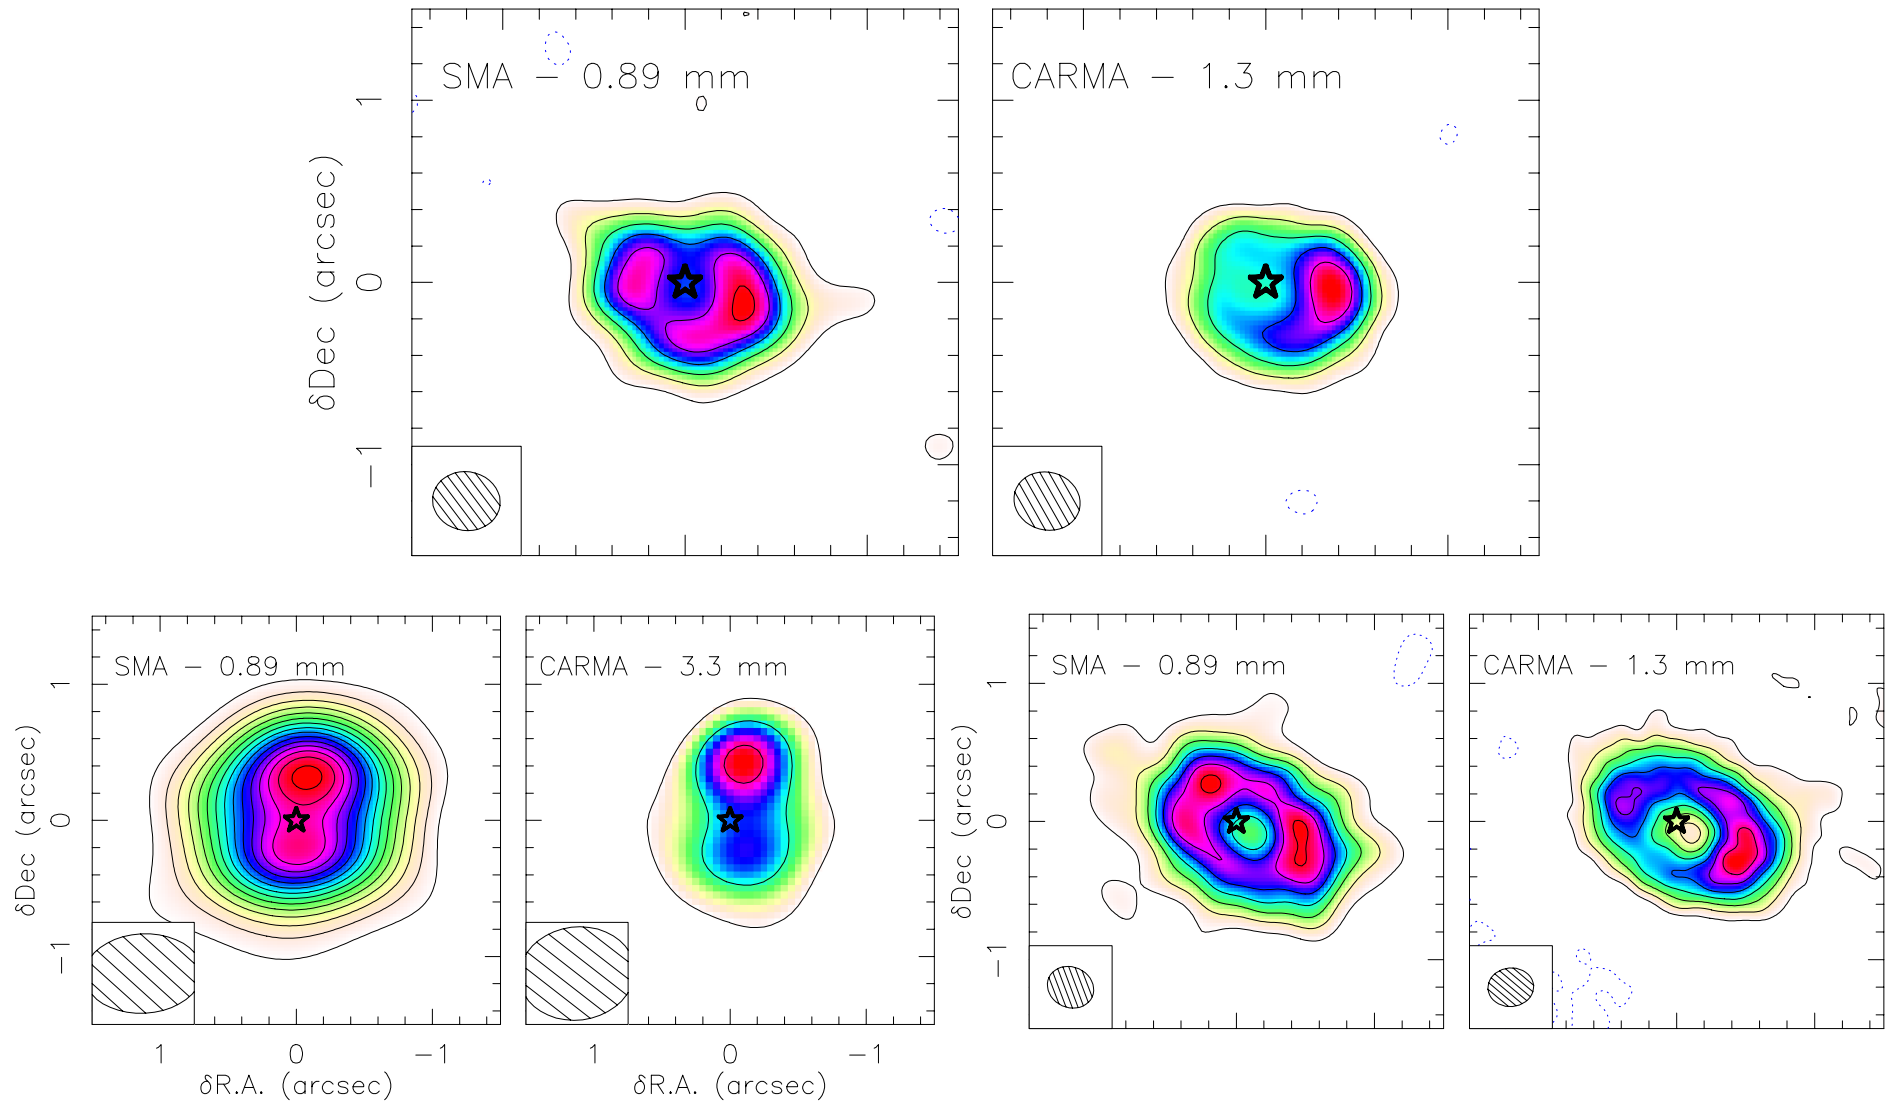 SMA – 0.89 mm
CARMA – 1.3 mm
δDec (arcsec)
1
0
−1
SMA – 0.89 mm
CARMA – 3.3 mm
SMA – 0.89 mm
CARMA – 1.3 mm
δDec (arcsec)
1
0
−1
δDec (arcsec)
1
0
−1
1 0 −1
1 0 −1
δR.A. (arcsec)
δR.A. (arcsec)